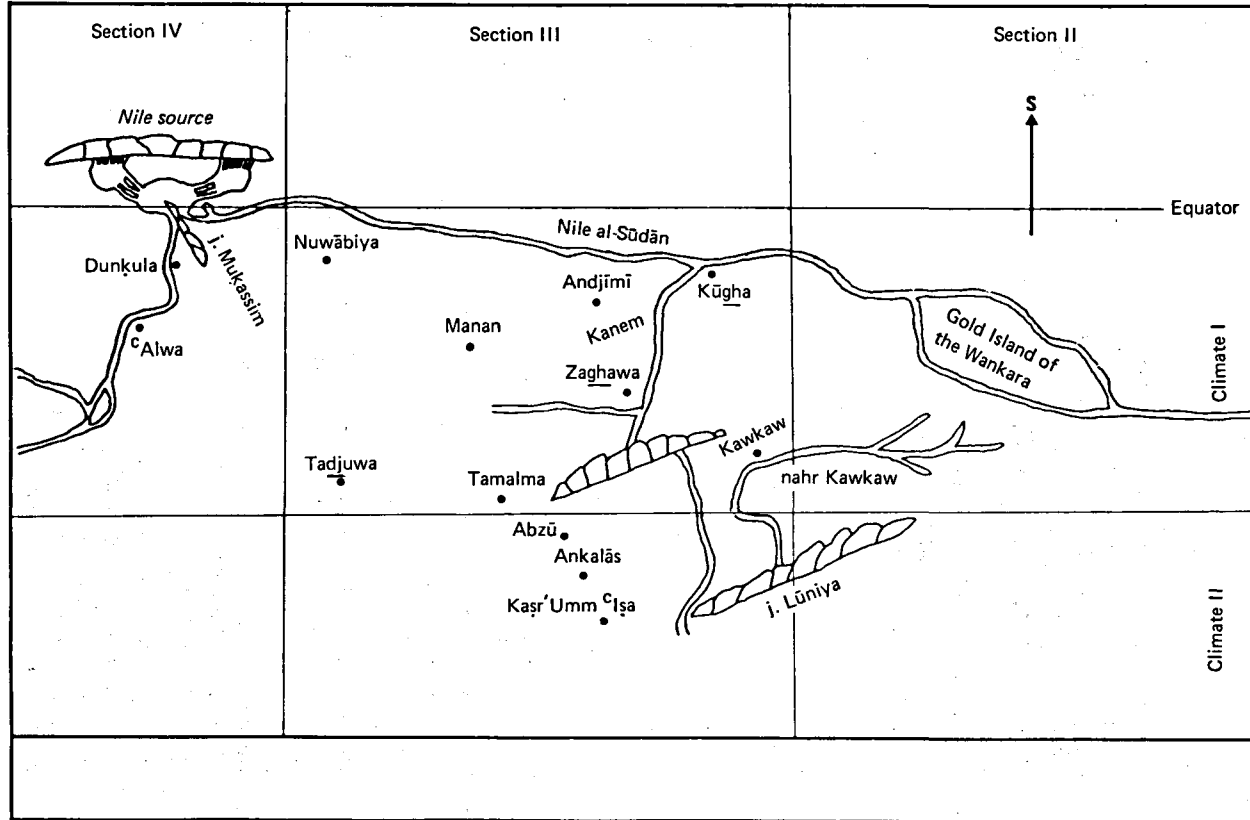 Section IV
Section III
Section II
Nile source
S
Equator
Nile al-Sūdān
Nuwābiya
Dunḳula
j. Muḳassim
Andjīmī
Kūgha
Kanem
Gold Island of
the Wankara
ᶜAlwa
Manan
Zaghawa
Climate I
Kawkaw
nahr Kawkaw
Tadjuwa
Tamalma
Abzū
Ankalās
Ḳaṣr'Umm ᶜIṣa
j. Lūniya
Climate II